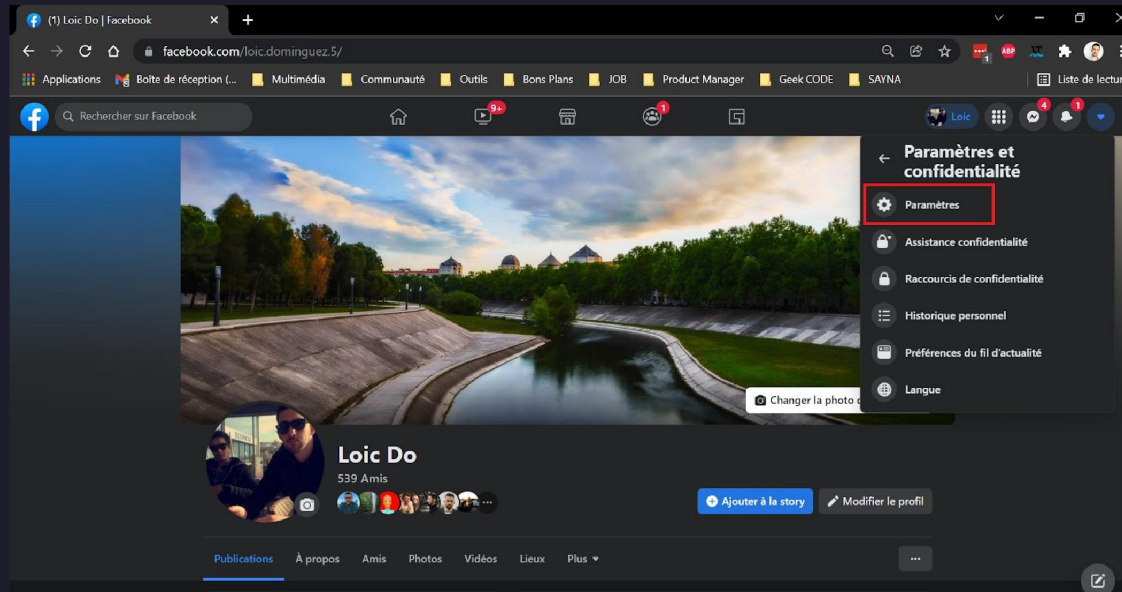 (1) Loic Do | Facebook
facebook.com/loic.dominguez.5/
Applications Boîte de réception (... Multimédia Communauté Outils Bons Plans JOB Product Manager Geek CODE SAYNA Liste de lectur
ABP
1
Rechercher sur Facebook 9+ 1 Loic 4 1
Paramètres et
confidentialité
Paramètres
Assistance confidentialité
Raccourcis de confidentialité
Historique personnel
Préférences du fil d'actualité
Langue
Changer la photo
Loic Do
539 Amis
Ajouter à la story Modifier le profil
Publications À propos Amis Photos Vidéos Lieux Plus